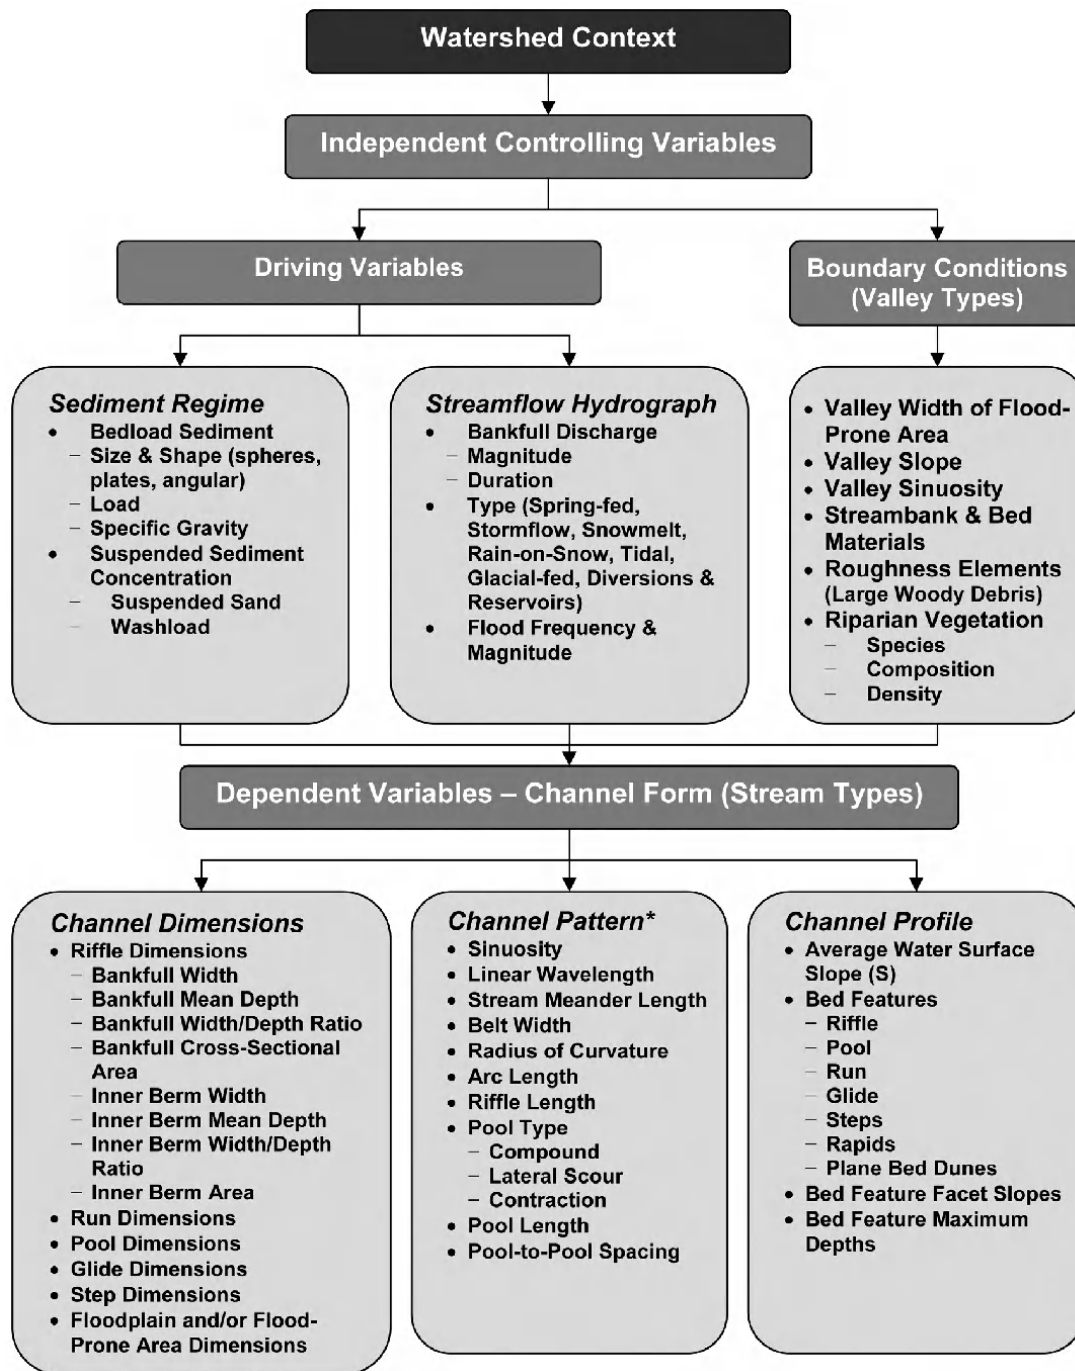 Watershed Context
Independent Controlling Variables
Driving Variables
Boundary Conditions
(Valley Types)
Sediment Regime
• Bedload Sediment
– Size & Shape (spheres,
plates, angular)
– Load
– Specific Gravity
• Suspended Sediment
Concentration
– Suspended Sand
– Washload
Streamflow Hydrograph
• Bankfull Discharge
– Magnitude
– Duration
• Type (Spring-fed,
Stormflow, Snowmelt,
Rain-on-Snow, Tidal,
Glacial-fed, Diversions &
Reservoirs)
• Flood Frequency &
Magnitude
• Valley Width of Flood-
Prone Area
• Valley Slope
• Valley Sinuosity
• Streambank & Bed
Materials
• Roughness Elements
(Large Woody Debris)
• Riparian Vegetation
– Species
– Composition
– Density
Dependent Variables – Channel Form (Stream Types)
Channel Dimensions
• Riffle Dimensions
– Bankfull Width
– Bankfull Mean Depth
– Bankfull Width/Depth Ratio
– Bankfull Cross-Sectional
Area
– Inner Berm Width
– Inner Berm Mean Depth
– Inner Berm Width/Depth
Ratio
– Inner Berm Area
• Run Dimensions
• Pool Dimensions
• Glide Dimensions
• Step Dimensions
• Floodplain and/or Flood-
Prone Area Dimensions
Channel Pattern*
• Sinuosity
• Linear Wavelength
• Stream Meander Length
• Belt Width
• Radius of Curvature
• Arc Length
• Riffle Length
• Pool Type
– Compound
– Lateral Scour
– Contraction
• Pool Length
• Pool-to-Pool Spacing
Channel Profile
• Average Water Surface
Slope (S)
• Bed Features
– Riffle
– Pool
– Run
– Glide
– Steps
– Rapids
– Plane Bed Dunes
• Bed Feature Facet Slopes
• Bed Feature Maximum
Depths